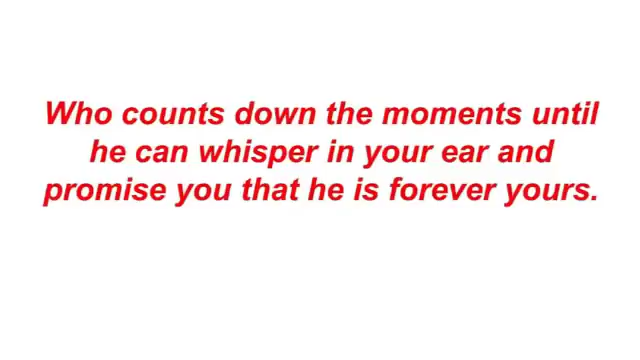 Who counts down the moments until
he can whisper in your ear and
promise you that he is forever yours.